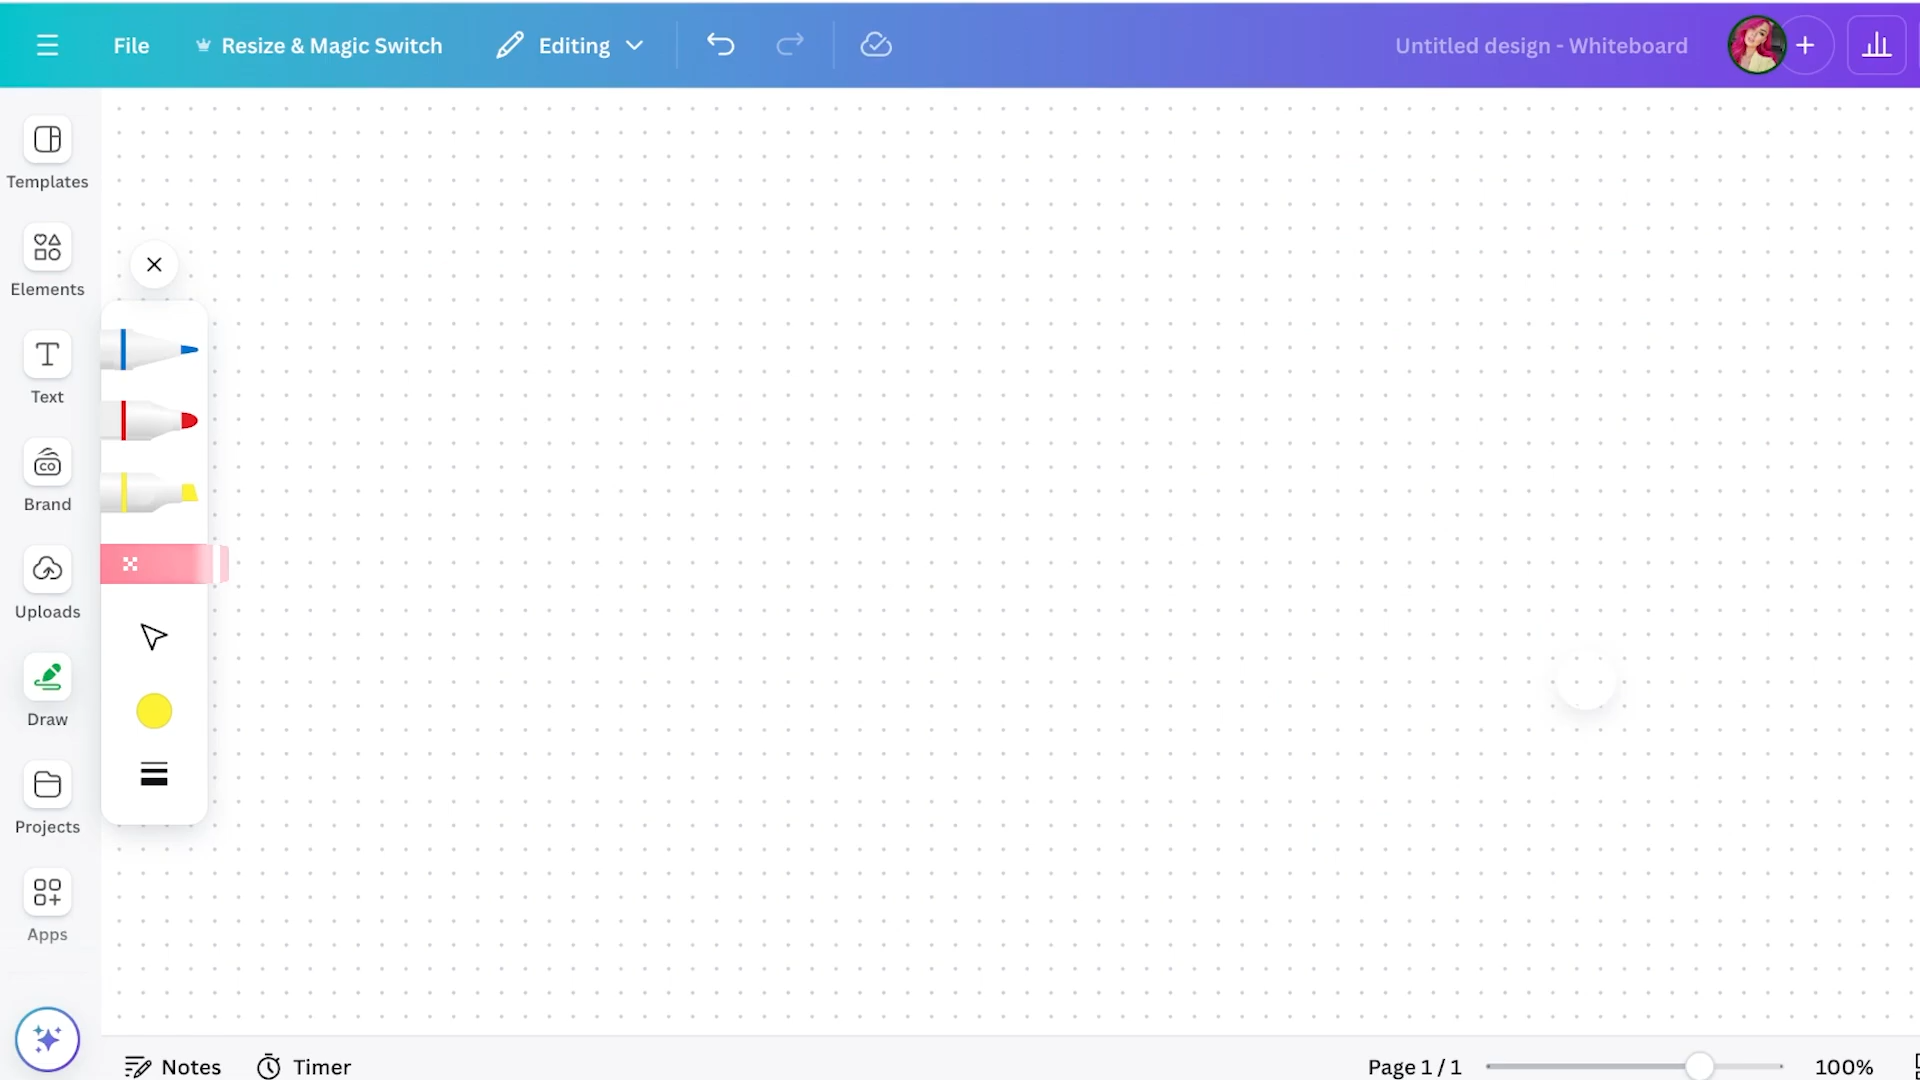 File
Resize & Magic Switch
Editing
Untitled design - Whiteboard
Templates
Elements
Text
CO
Brand
Uploads
Draw
Projects
Apps
Notes
Timer
Page 1 / 1
100%